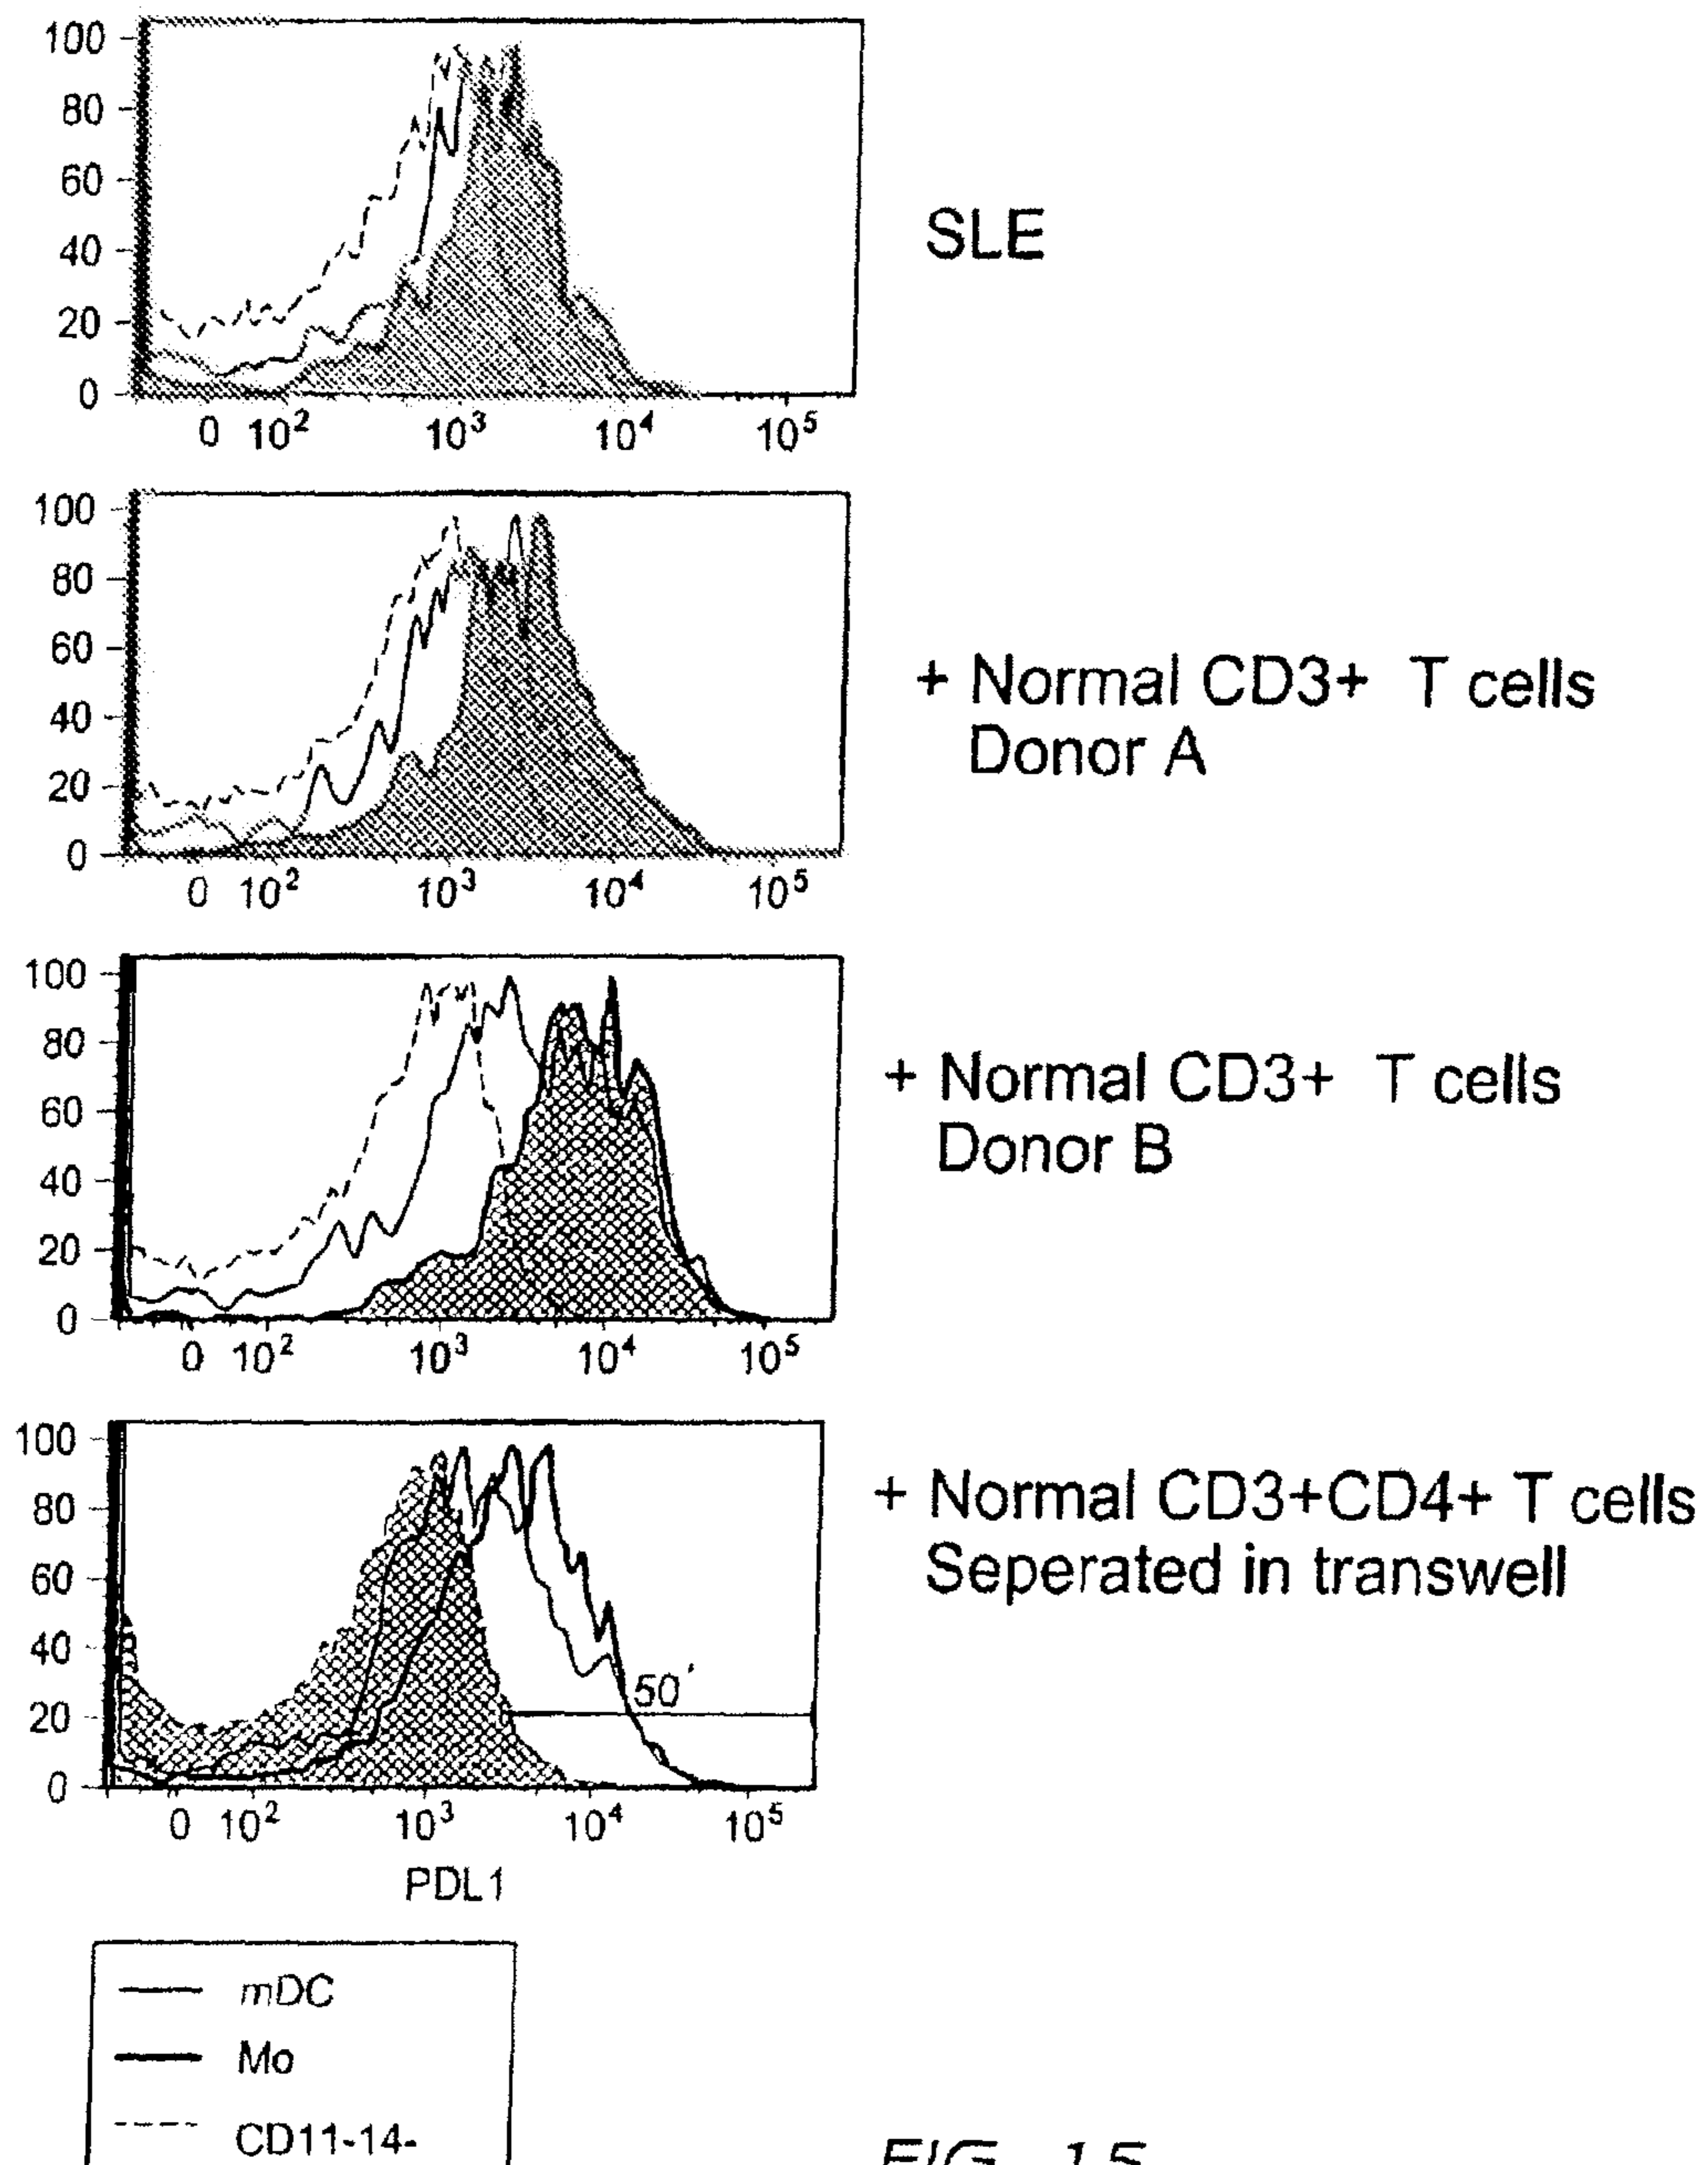 100
80
60
40
20
0
0 10² 10³ 10⁴ 10⁵
SLE
100
80
60
40
20
0
0 10² 10³ 10⁴ 10⁵
+ Normal CD3+ T cells
Donor A
100
80
60
40
20
0
0 10² 10³ 10⁴ 10⁵
+ Normal CD3+ T cells
Donor B
100
80
60
40
20
0
50'
0 10² 10³ 10⁴ 10⁵
PDL1
+ Normal CD3+CD4+ T cells
Seperated in transwell
mDC
Mo
CD11-14-
FIG. 15